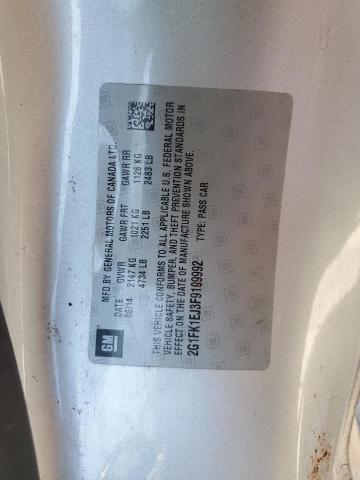 GM
MFD BY GENERAL MOTORS OF CANADA LTD.
DATE GVWR GAWR FRT GAWR RR
06/14 2147 KG 1021 KG 1126 KG
4734 LB 2251 LB 2483 LB
THIS VEHICLE CONFORMS TO ALL APPLICABLE U.S. FEDERAL MOTOR
VEHICLE SAFETY, BUMPER, AND THEFT PREVENTION STANDARDS IN
EFFECT ON THE DATE OF MANUFACTURE SHOWN ABOVE.
2G1FK1EJ3F9109992 TYPE: PASS CAR